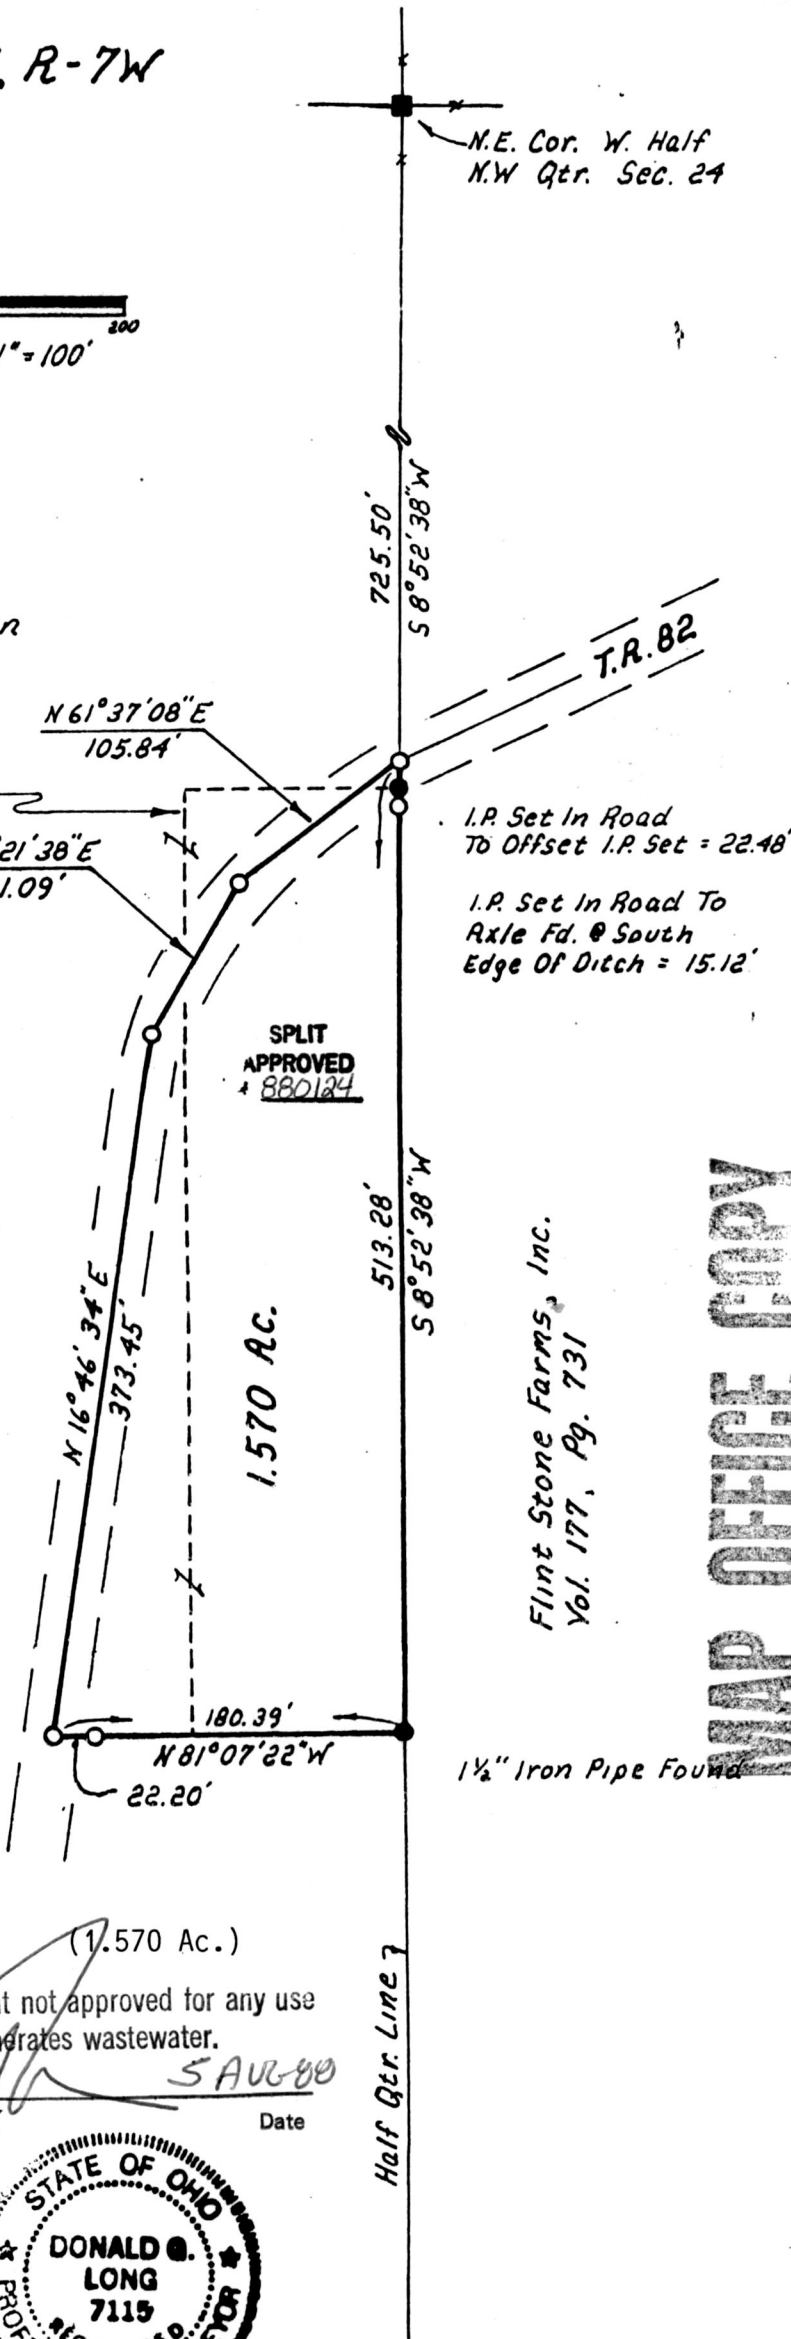 R-7W
N.E. Cor. W. Half
N.W Qtr. Sec. 24
200
1"=100'
725.50'
S 8°52'38"W
T.R. 82
N 61°37'08"E
105.84'
21'38"E
1.09'
I.P. Set In Road
To Offset I.P. Set = 22.48'
I.P. Set In Road To
Axle Fd. @ South
Edge Of Ditch = 15.12'
SPLIT
APPROVED
880124
513.28'
S 8°52'38"W
N 16°46'34"E
373.45'
1.570 Ac.
Flint Stone Farms, Inc.
Vol. 177, Pg. 731
MAP OFFICE COPY
180.39'
N 81°07'22"W
22.20'
1½" Iron Pipe Found
(1.570 Ac.)
t not approved for any use
nerates wastewater.
5 AUG 88
Date
Half Qtr. Line
STATE OF OHIO
DONALD G.
LONG
7115